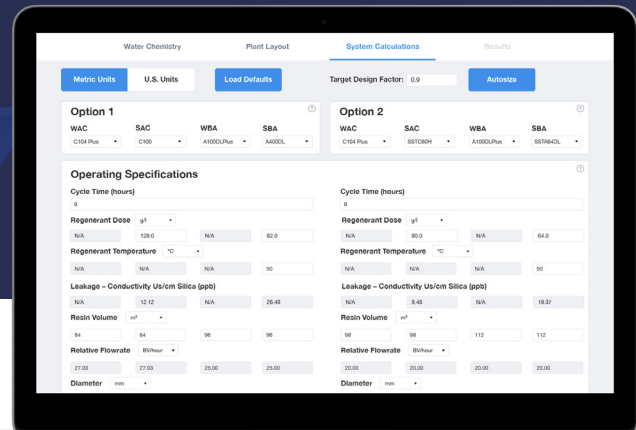 Water Chemistry Plant Layout System Calculations Results
Metric Units U.S. Units Load Defaults Target Design Factor: 0.9 Autosize
Option 1
WAC SAC WBA SBA
C104 Plus C100 A100DLPlus A400DL
Option 2
WAC SAC WBA SBA
C104 Plus SSTC80H A100DLPlus SSTA64DL
Operating Specifications
Cycle Time (hours)
9
Regenerant Dose g/l
N/A 128.0 N/A 82.0
Regenerant Temperature °C
N/A N/A N/A 50
Leakage – Conductivity Us/cm Silica (ppb)
N/A 12.12 N/A 26.49
Resin Volume m³
84 84 96 96
Relative Flowrate BV/hour
27.03 27.03 25.00 25.00
Diameter mm
Cycle Time (hours)
8
Regenerant Dose g/l
N/A 80.0 N/A 64.0
Regenerant Temperature °C
N/A N/A N/A 50
Leakage – Conductivity Us/cm Silica (ppb)
N/A 9.46 N/A 19.37
Resin Volume m³
98 98 112 112
Relative Flowrate BV/hour
20.00 20.00 20.00 20.00
Diameter mm